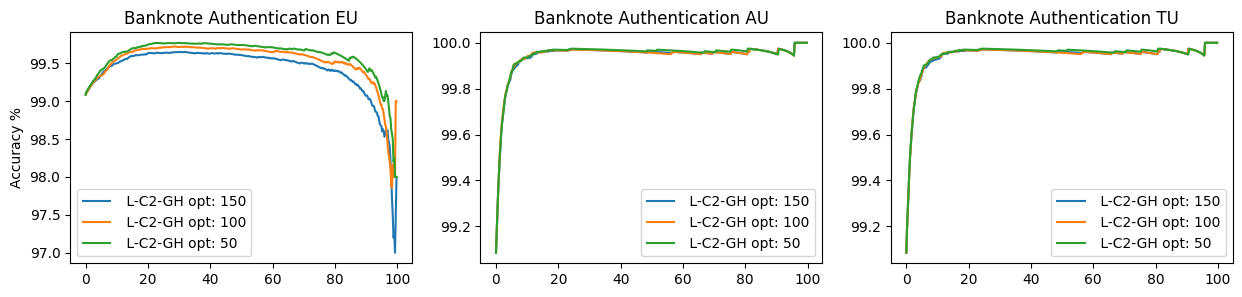 Banknote Authentication EU
Accuracy %
99.5
99.0
98.5
98.0
97.5
97.0
0 20 40 60 80 100
L-C2-GH opt: 150
L-C2-GH opt: 100
L-C2-GH opt: 50
Banknote Authentication AU
100.0
99.8
99.6
99.4
99.2
0 20 40 60 80 100
L-C2-GH opt: 150
L-C2-GH opt: 100
L-C2-GH opt: 50
Banknote Authentication TU
100.0
99.8
99.6
99.4
99.2
0 20 40 60 80 100
L-C2-GH opt: 150
L-C2-GH opt: 100
L-C2-GH opt: 50